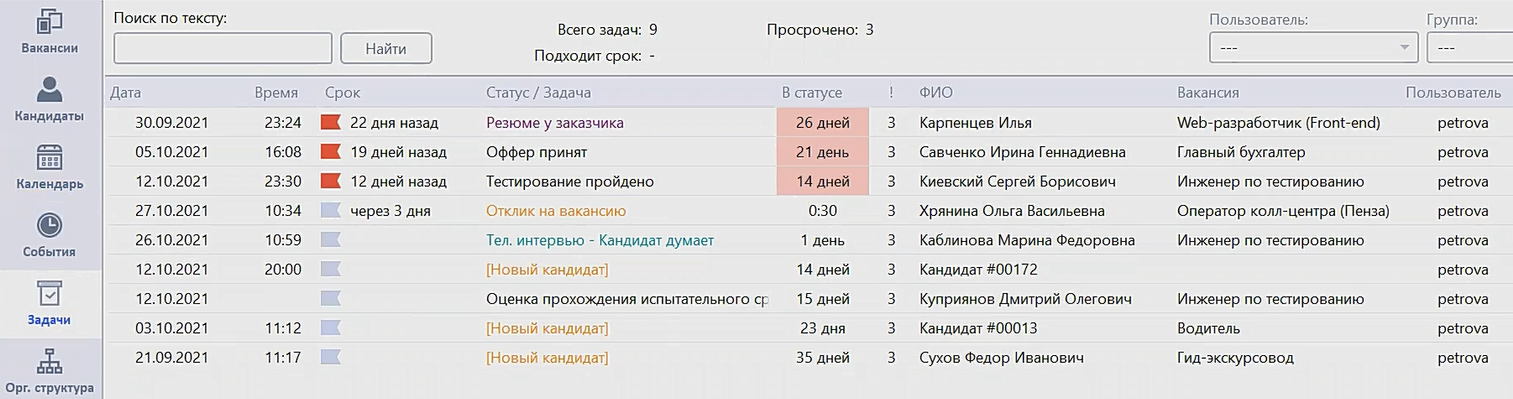 Вакансии
Кандидаты
Календарь
События
Задачи
Орг. структура
Поиск по тексту:
Найти
Всего задач: 9 Просрочено: 3
Подходит срок: -
Пользователь: Группа:
--- ---
Дата Время Срок Статус / Задача В статусе ! ФИО Вакансия Пользователь
30.09.2021 23:24 22 дня назад Резюме у заказчика 26 дней 3 Карпенцев Илья Web-разработчик (Front-end) petrova
05.10.2021 16:08 19 дней назад Оффер принят 21 день 3 Савченко Ирина Геннадиевна Главный бухгалтер petrova
12.10.2021 23:30 12 дней назад Тестирование пройдено 14 дней 3 Киевский Сергей Борисович Инженер по тестированию petrova
27.10.2021 10:34 через 3 дня Отклик на вакансию 0:30 3 Хрянина Ольга Васильевна Оператор колл-центра (Пенза) petrova
26.10.2021 10:59 Тел. интервью - Кандидат думает 1 день 3 Каблинова Марина Федоровна Инженер по тестированию petrova
12.10.2021 20:00 [Новый кандидат] 14 дней 3 Кандидат #00172 petrova
12.10.2021 Оценка прохождения испытательного ср 15 дней 3 Куприянов Дмитрий Олегович Инженер по тестированию petrova
03.10.2021 11:12 [Новый кандидат] 23 дня 3 Кандидат #00013 Водитель petrova
21.09.2021 11:17 [Новый кандидат] 35 дней 3 Сухов Федор Иванович Гид-экскурсовод petrova